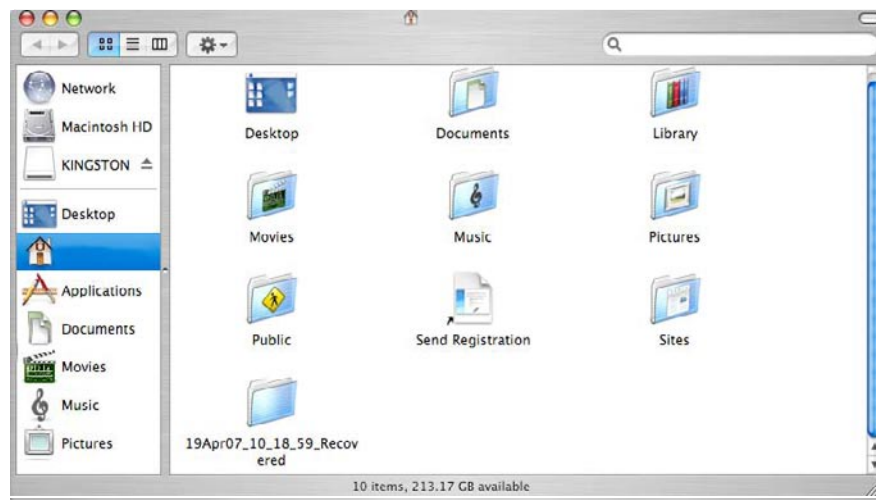 Network
Macintosh HD
KINGSTON
Desktop
Applications
Documents
Movies
Music
Pictures
Desktop
Documents
Library
Movies
Music
Pictures
Public
Send Registration
Sites
19Apr07_10_18_59_Recov
ered
10 items, 213.17 GB available